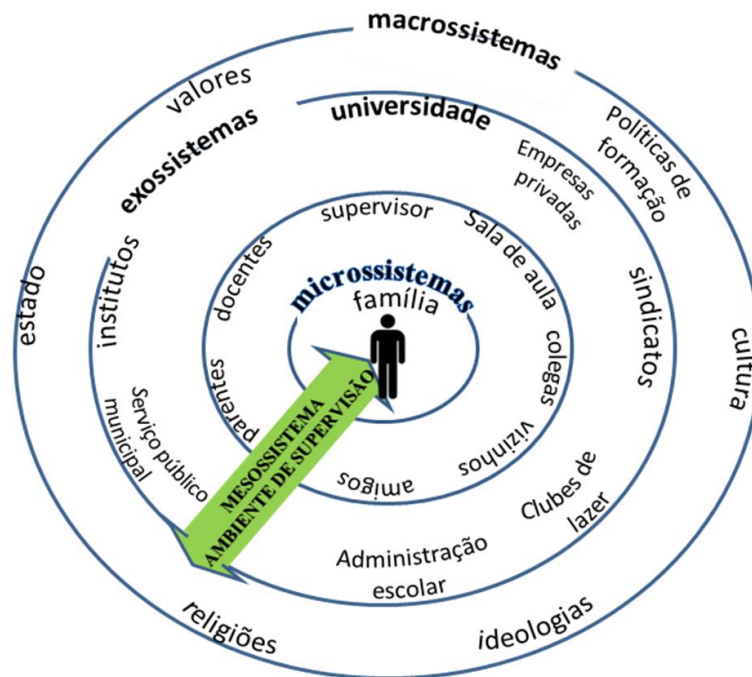 macrossistemas
valores
Políticas de
formação
estado
cultura
religiões
ideologias
exossistemas
universidade
Empresas
privadas
institutos
sindicatos
Serviço público
municipal
Clubes de
lazer
Administração
escolar
supervisor
docentes
Sala de aula
parentes
colegas
amigos
vizinhos
microssistemas
família
MESOSSISTEMA
AMBIENTE DE SUPERVISÃO